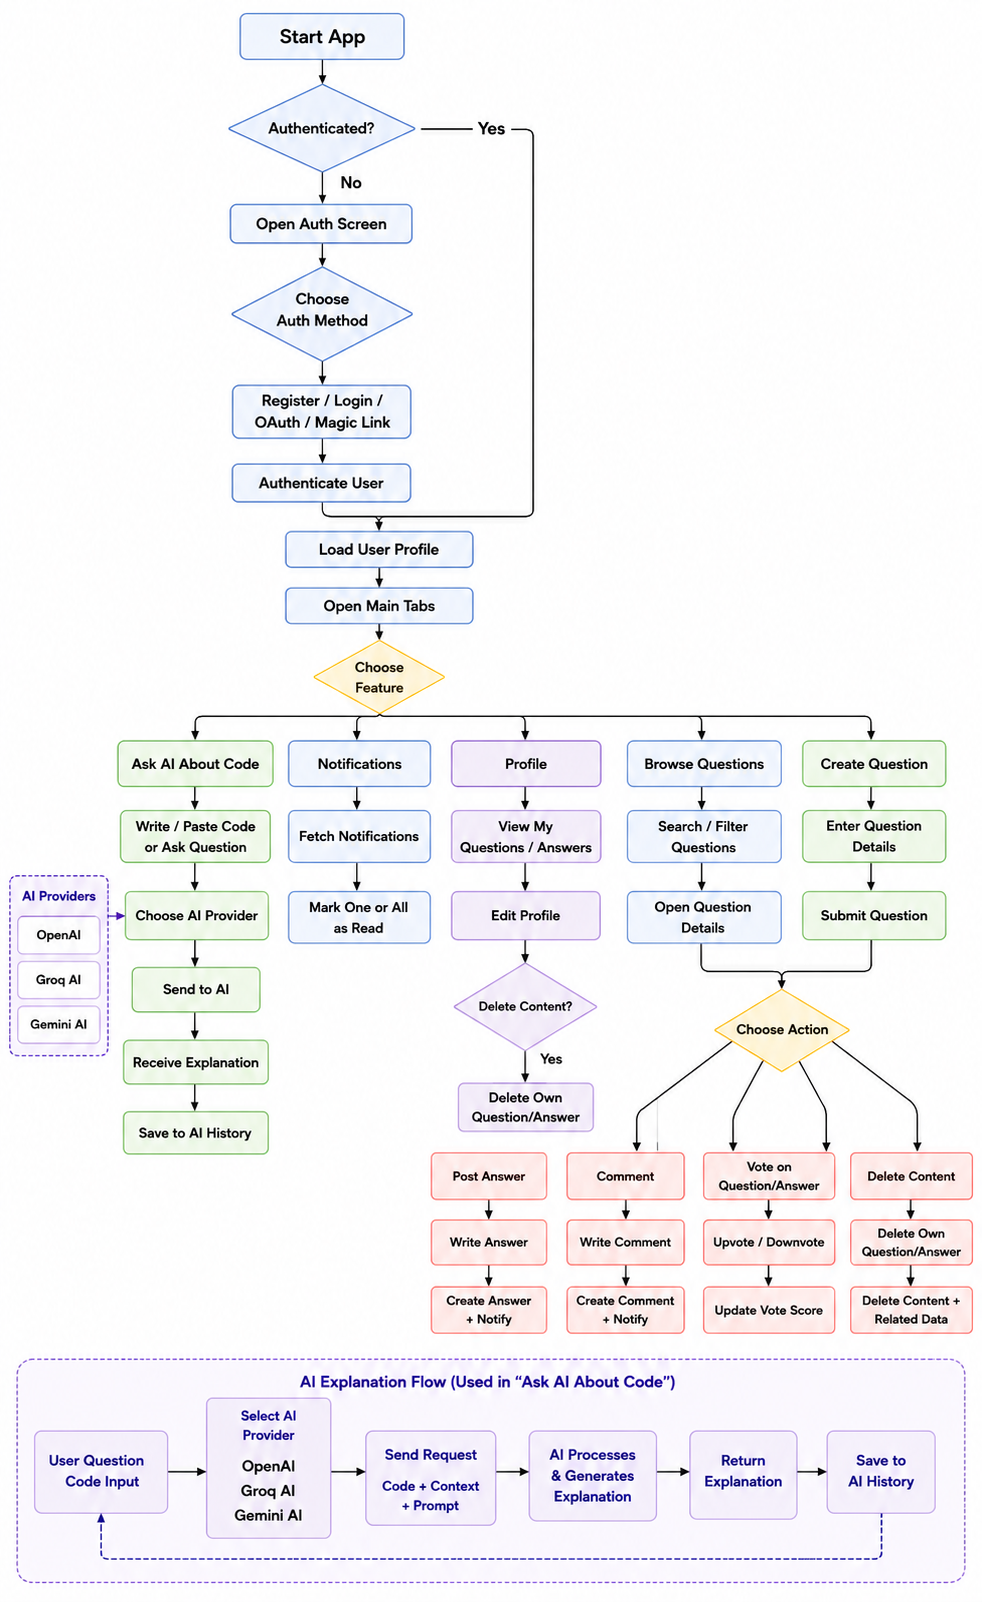 Start App
Authenticated?
Yes
No
Open Auth Screen
Choose
Auth Method
Register / Login /
OAuth / Magic Link
Authenticate User
Load User Profile
Open Main Tabs
Choose
Feature
Ask AI About Code
Notifications
Profile
Browse Questions
Create Question
Write / Paste Code
or Ask Question
Fetch Notifications
View My
Questions / Answers
Search / Filter
Questions
Enter Question
Details
AI Providers
OpenAI
Groq AI
Gemini AI
Choose AI Provider
Mark One or All
as Read
Edit Profile
Open Question
Details
Submit Question
Send to AI
Delete Content?
Choose Action
Receive Explanation
Yes
Delete Own
Question/Answer
Save to AI History
Post Answer
Comment
Vote on
Question/Answer
Delete Content
Write Answer
Write Comment
Upvote / Downvote
Delete Own
Question/Answer
Create Answer
+ Notify
Create Comment
+ Notify
Update Vote Score
Delete Content +
Related Data
AI Explanation Flow (Used in “Ask AI About Code”)
User Question
Code Input
Select AI
Provider
OpenAI
Groq AI
Gemini AI
Send Request
Code + Context
+ Prompt
AI Processes
& Generates
Explanation
Return
Explanation
Save to
AI History